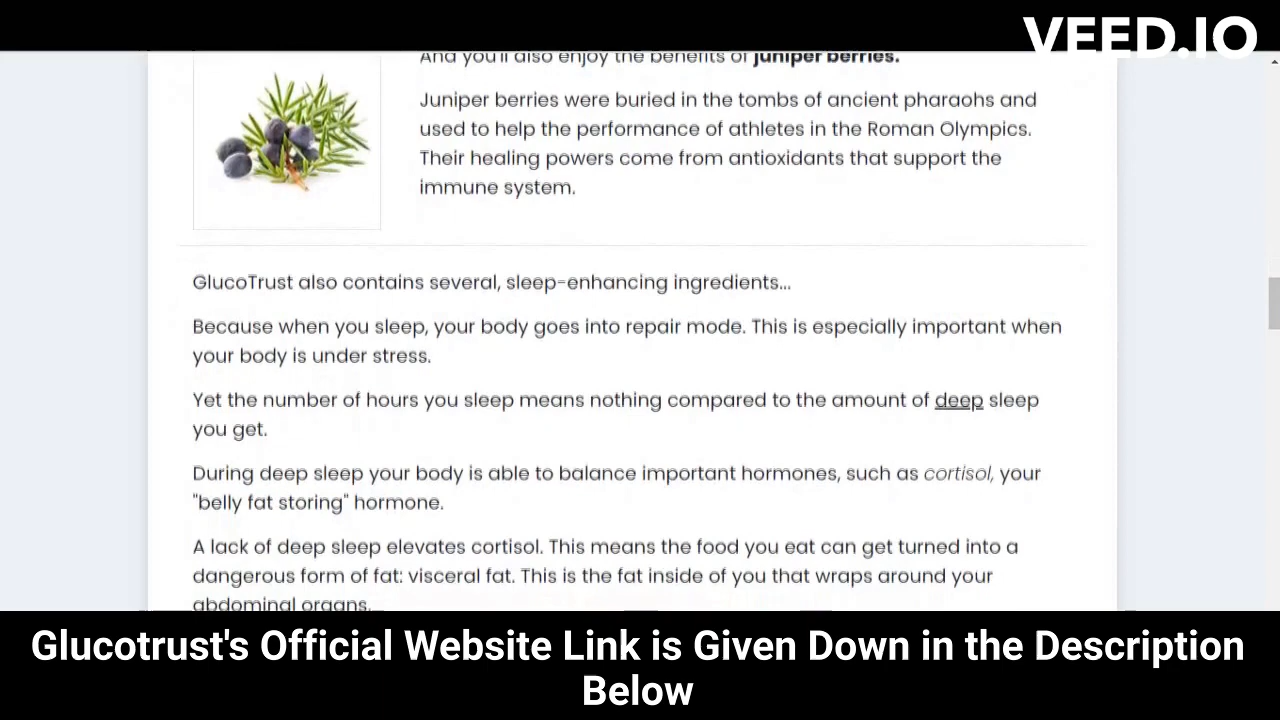 VEED.IO
And you'll also enjoy the benefits of juniper berries.
Juniper berries were buried in the tombs of ancient pharaohs and
used to help the performance of athletes in the Roman Olympics.
Their healing powers come from antioxidants that support the
immune system.
GlucoTrust also contains several, sleep-enhancing ingredients...
Because when you sleep, your body goes into repair mode. This is especially important when
your body is under stress.
Yet the number of hours you sleep means nothing compared to the amount of deep sleep
you get.
During deep sleep your body is able to balance important hormones, such as cortisol, your
"belly fat storing" hormone.
A lack of deep sleep elevates cortisol. This means the food you eat can get turned into a
dangerous form of fat: visceral fat. This is the fat inside of you that wraps around your
abdominal organs.
Glucotrust's Official Website Link is Given Down in the Description
Below